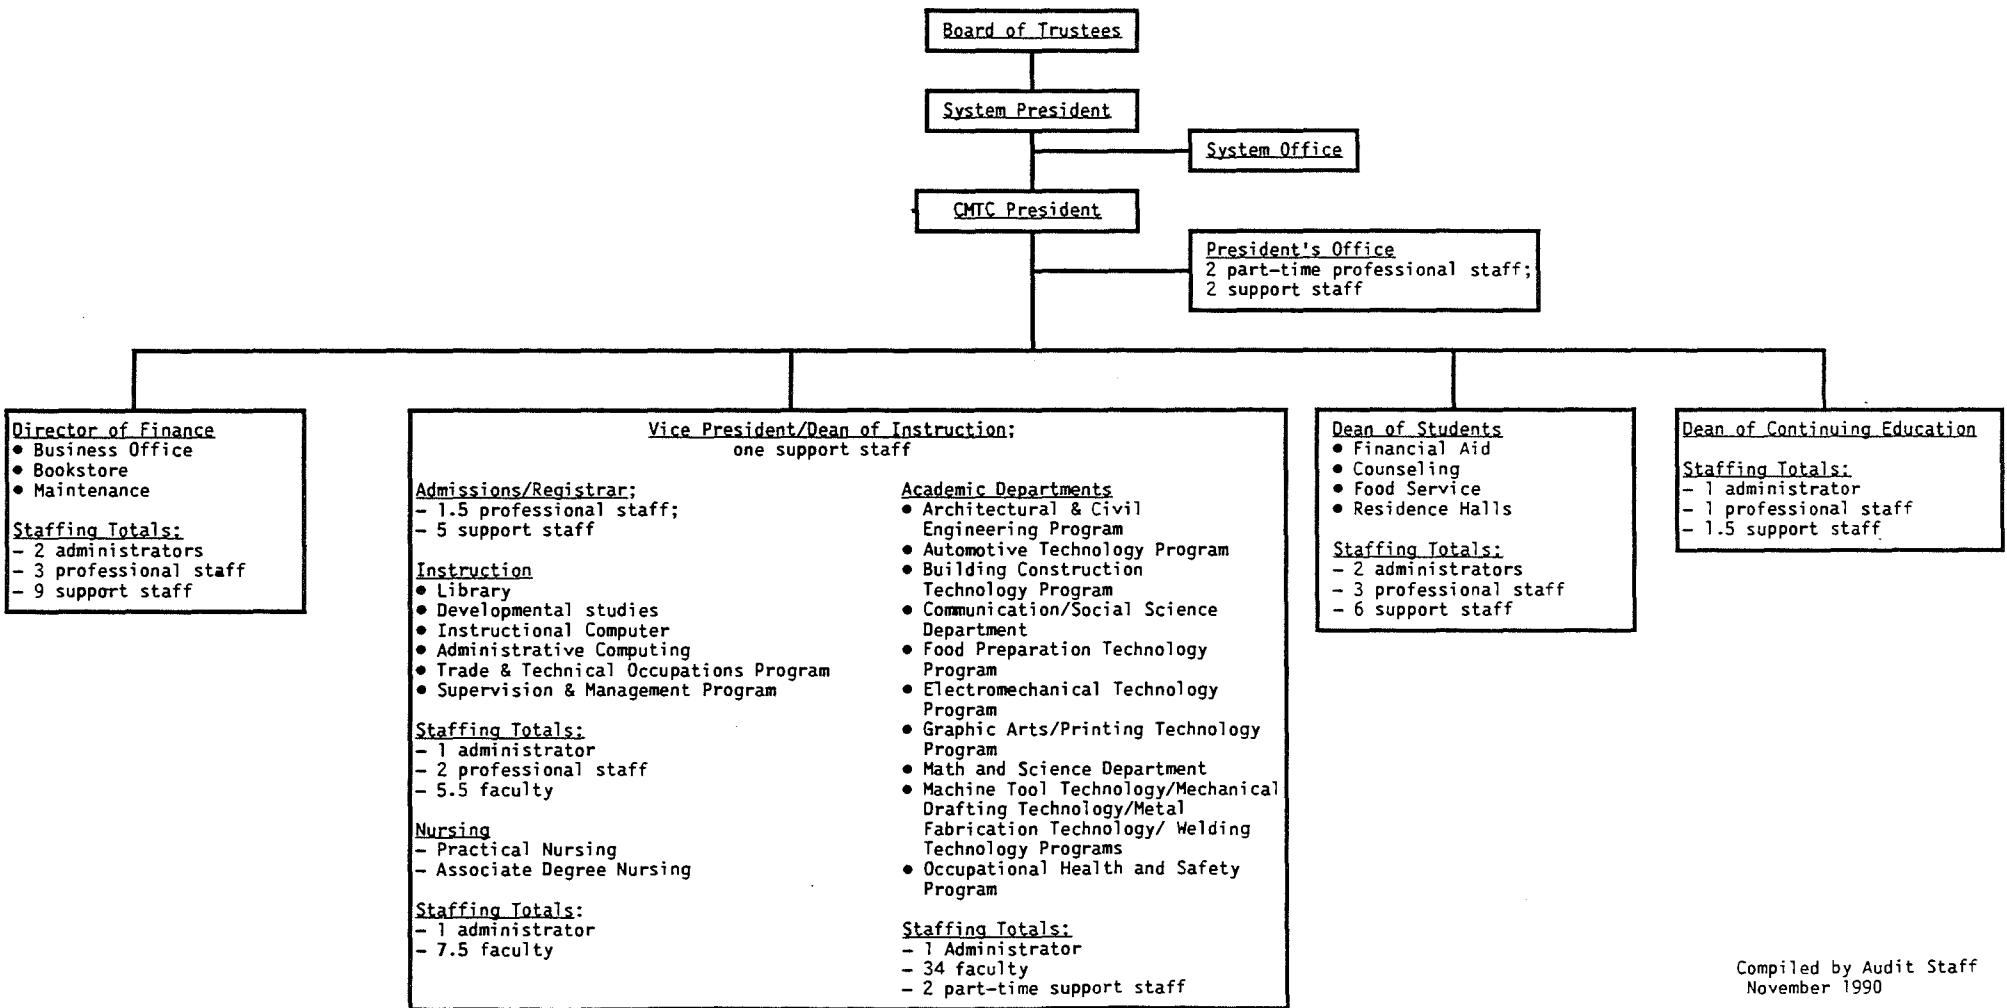 Board of Trustees
System President
System Office
CMTC President
President's Office
2 part-time professional staff;
2 support staff
Director of Finance
● Business Office
● Bookstore
● Maintenance
Staffing Totals:
- 2 administrators
- 3 professional staff
- 9 support staff
Vice President/Dean of Instruction;
one support staff
Admissions/Registrar;
- 1.5 professional staff;
- 5 support staff
Instruction
● Library
● Developmental studies
● Instructional Computer
● Administrative Computing
● Trade & Technical Occupations Program
● Supervision & Management Program
Staffing Totals:
- 1 administrator
- 2 professional staff
- 5.5 faculty
Nursing
- Practical Nursing
- Associate Degree Nursing
Staffing Totals:
- 1 administrator
- 7.5 faculty
Academic Departments
● Architectural & Civil
Engineering Program
● Automotive Technology Program
● Building Construction
Technology Program
● Communication/Social Science
Department
● Food Preparation Technology
Program
● Electromechanical Technology
Program
● Graphic Arts/Printing Technology
Program
● Math and Science Department
● Machine Tool Technology/Mechanical
Drafting Technology/Metal
Fabrication Technology/ Welding
Technology Programs
● Occupational Health and Safety
Program
Staffing Totals:
- 1 Administrator
- 34 faculty
- 2 part-time support staff
Dean of Students
● Financial Aid
● Counseling
● Food Service
● Residence Halls
Staffing Totals:
- 2 administrators
- 3 professional staff
- 6 support staff
Dean of Continuing Education
Staffing Totals:
- 1 administrator
- 1 professional staff
- 1.5 support staff
Compiled by Audit Staff
November 1990